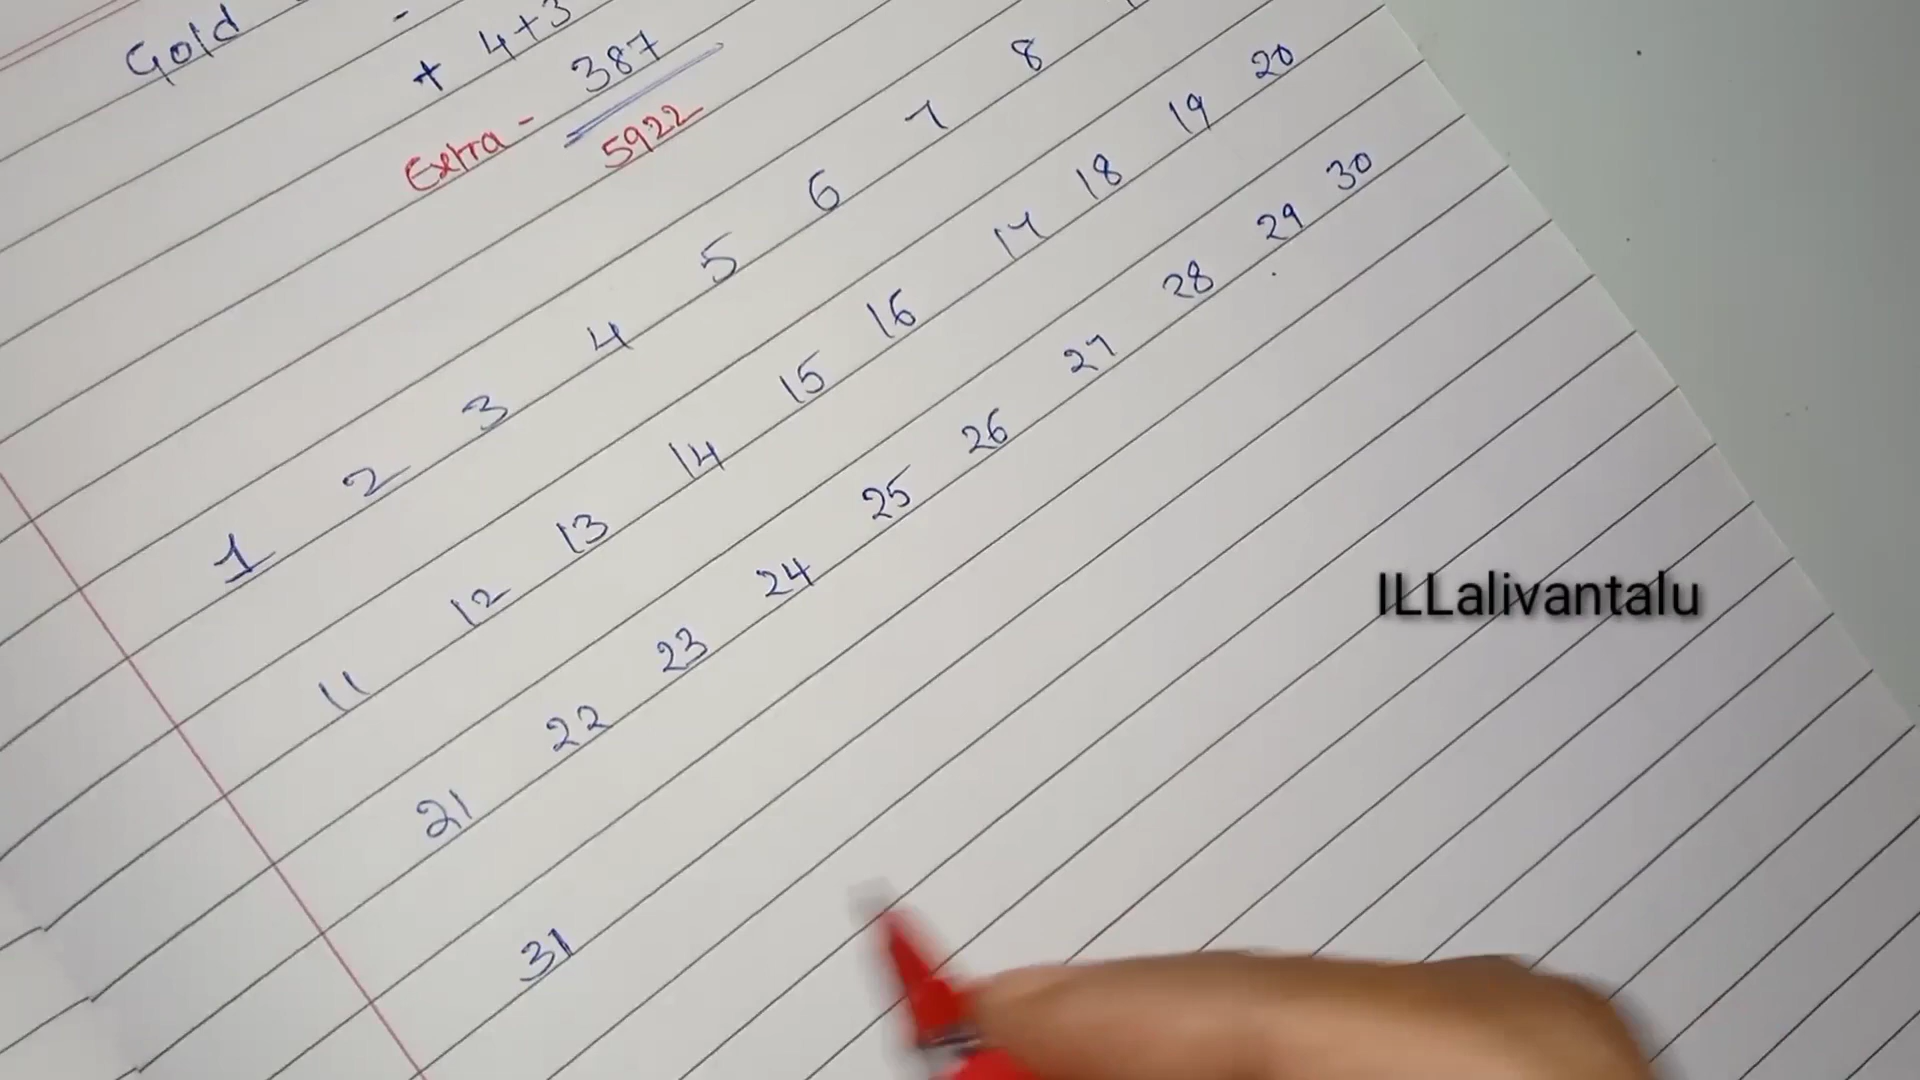 Gold -
+ 4+3
387
Extra - 5922
1 2 3 4 5 6 7 8
11 12 13 14 15 16 17 18 19 20
21 22 23 24 25 26 27 28 29 30
31
ILLalivantalu